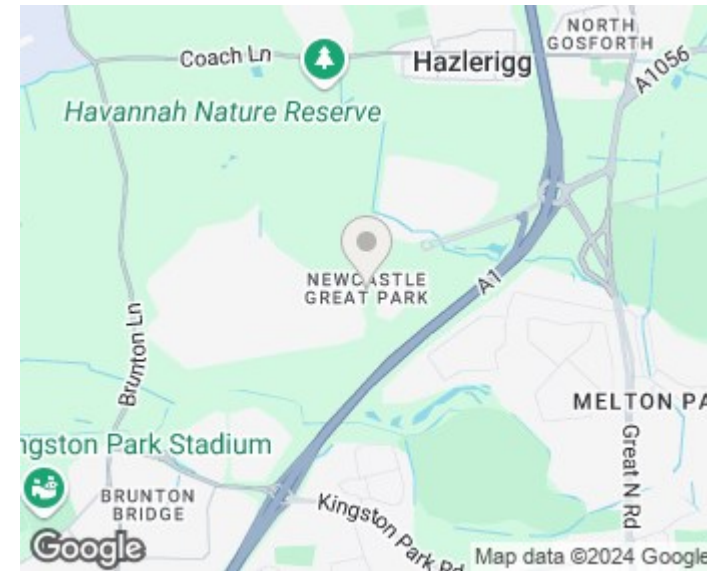 NORTH
GOSFORTH
Coach Ln
Hazlerigg
A1056
Havannah Nature Reserve
NEWCASTLE
GREAT PARK
A1
Brunton Ln
MELTON PA
ngston Park Stadium
Great N Rd
BRUNTON
BRIDGE
Kingston Park Rd
Google
Map data ©2024 Google